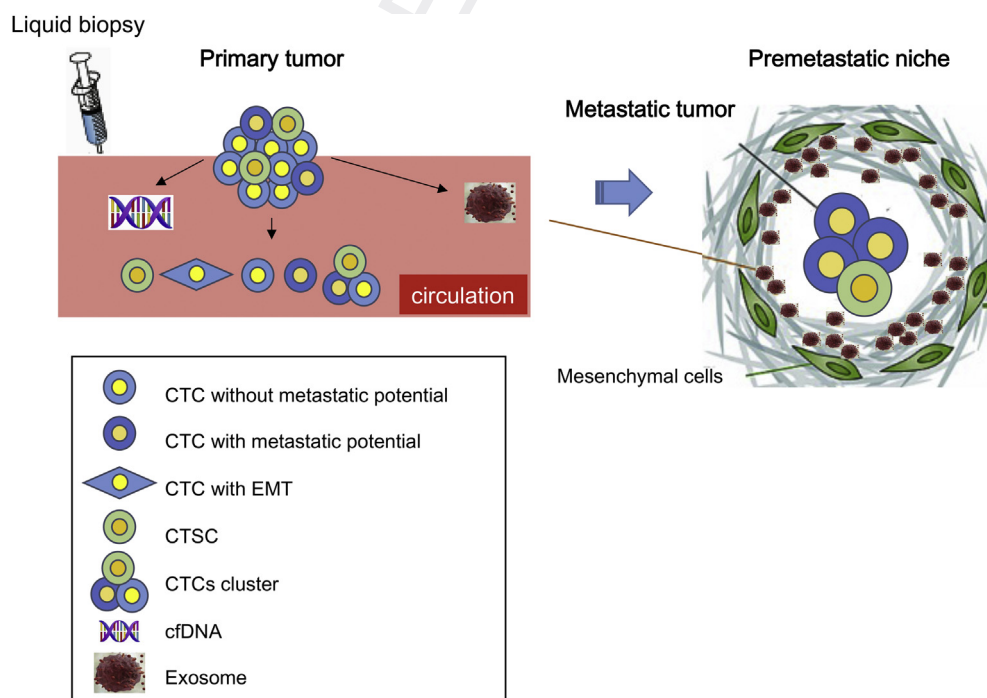 Liquid biopsy
Primary tumor
Premetastatic niche
Metastatic tumor
circulation
Mesenchymal cells
CTC without metastatic potential
CTC with metastatic potential
CTC with EMT
CTSC
CTCs cluster
cfDNA
Exosome